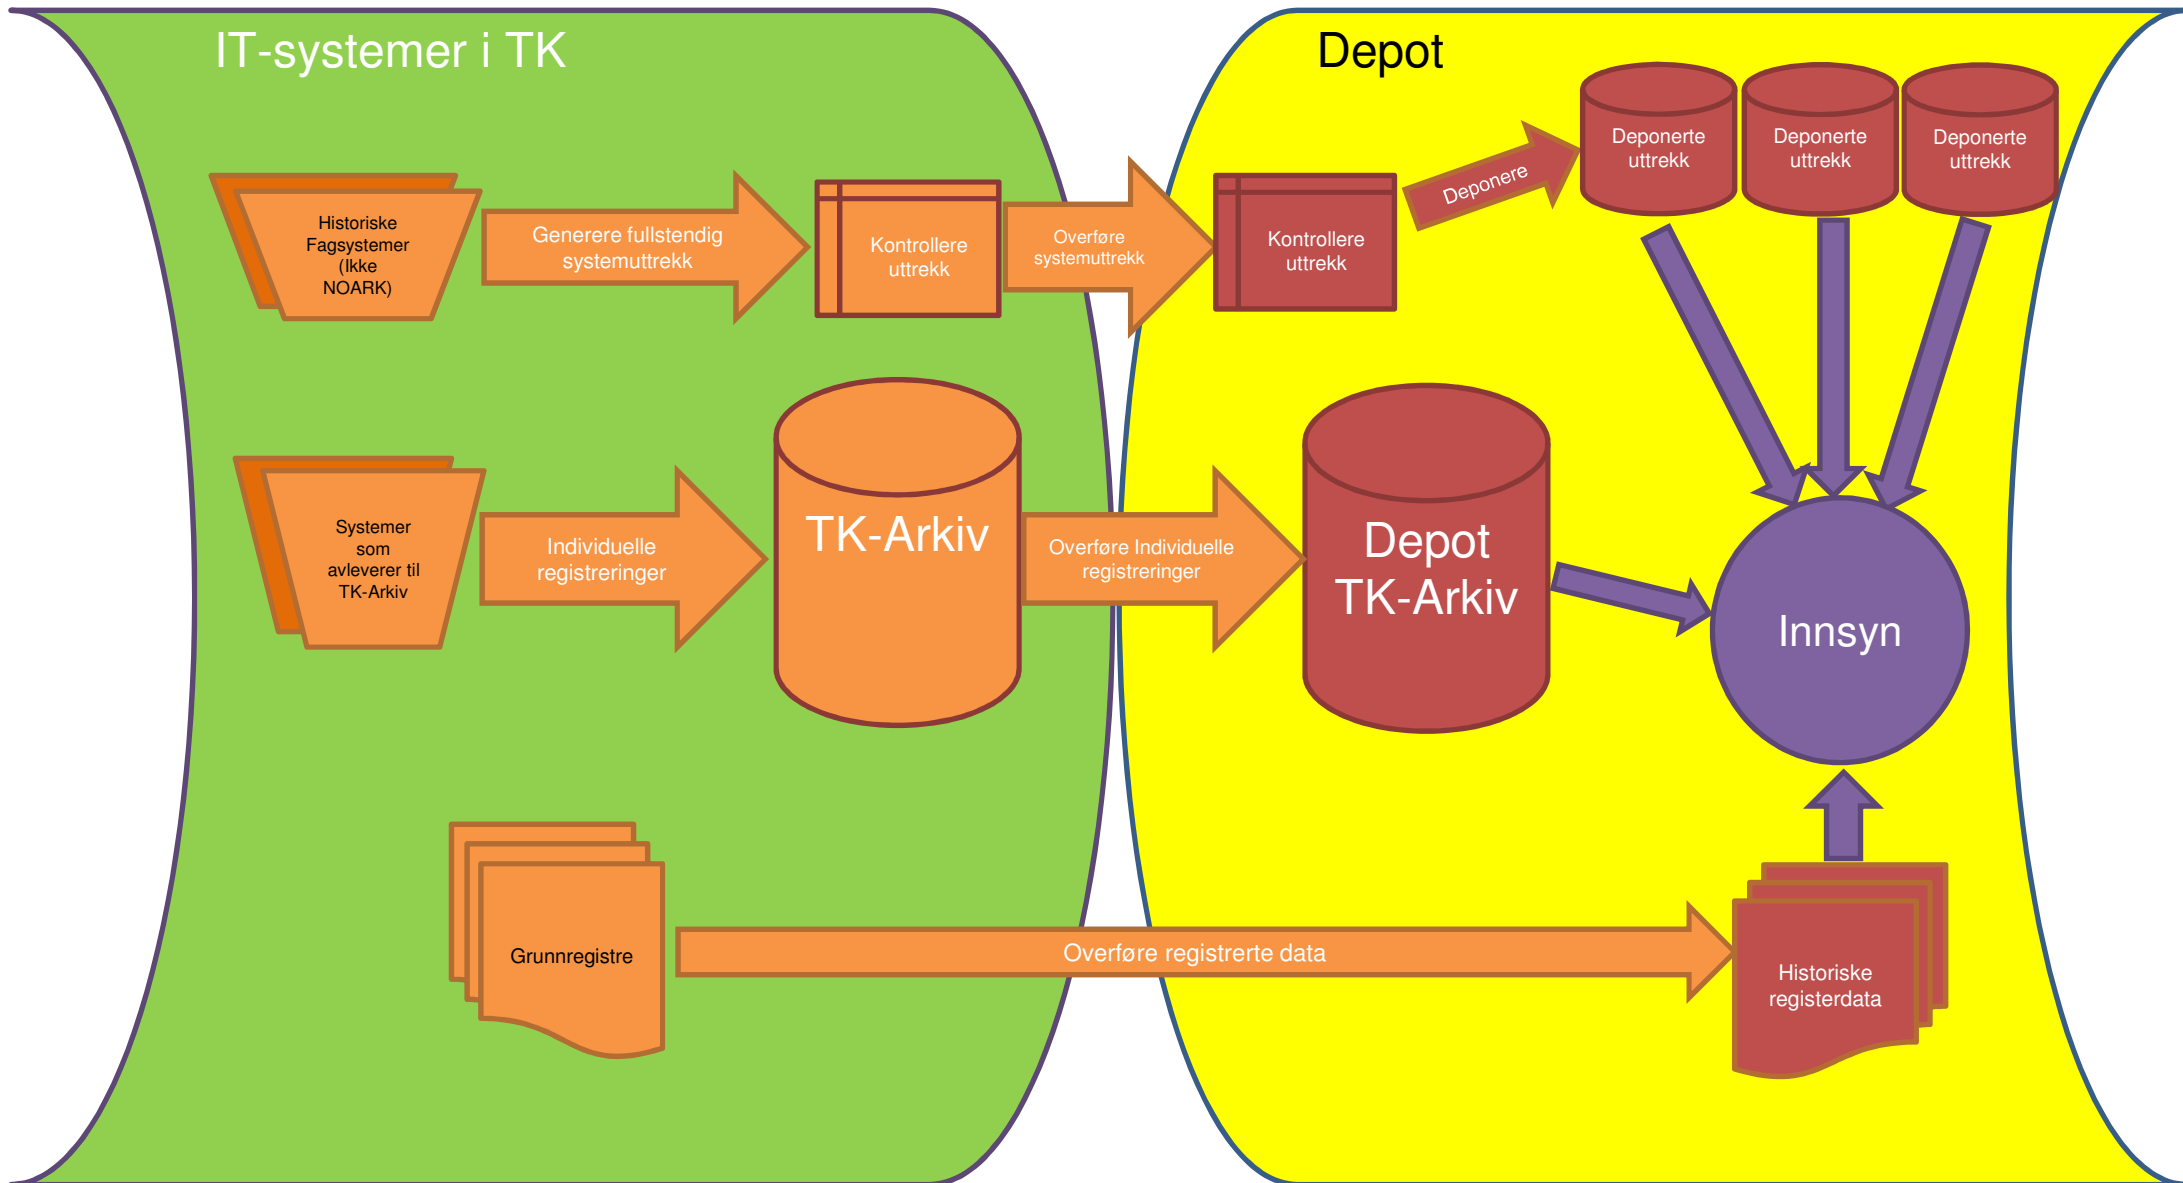 IT-systemer i TK
Depot
Historiske
Fagsystemer
(Ikke
NOARK)
Generere fullstendig
systemuttrekk
Kontrollere
uttrekk
Overføre
systemuttrekk
Kontrollere
uttrekk
Deponere
Deponerte
uttrekk
Deponerte
uttrekk
Deponerte
uttrekk
Systemer
som
avleverer til
TK-Arkiv
Individuelle
registreringer
TK-Arkiv
Overføre Individuelle
registreringer
Depot
TK-Arkiv
Innsyn
Grunnregistre
Overføre registrerte data
Historiske
registerdata